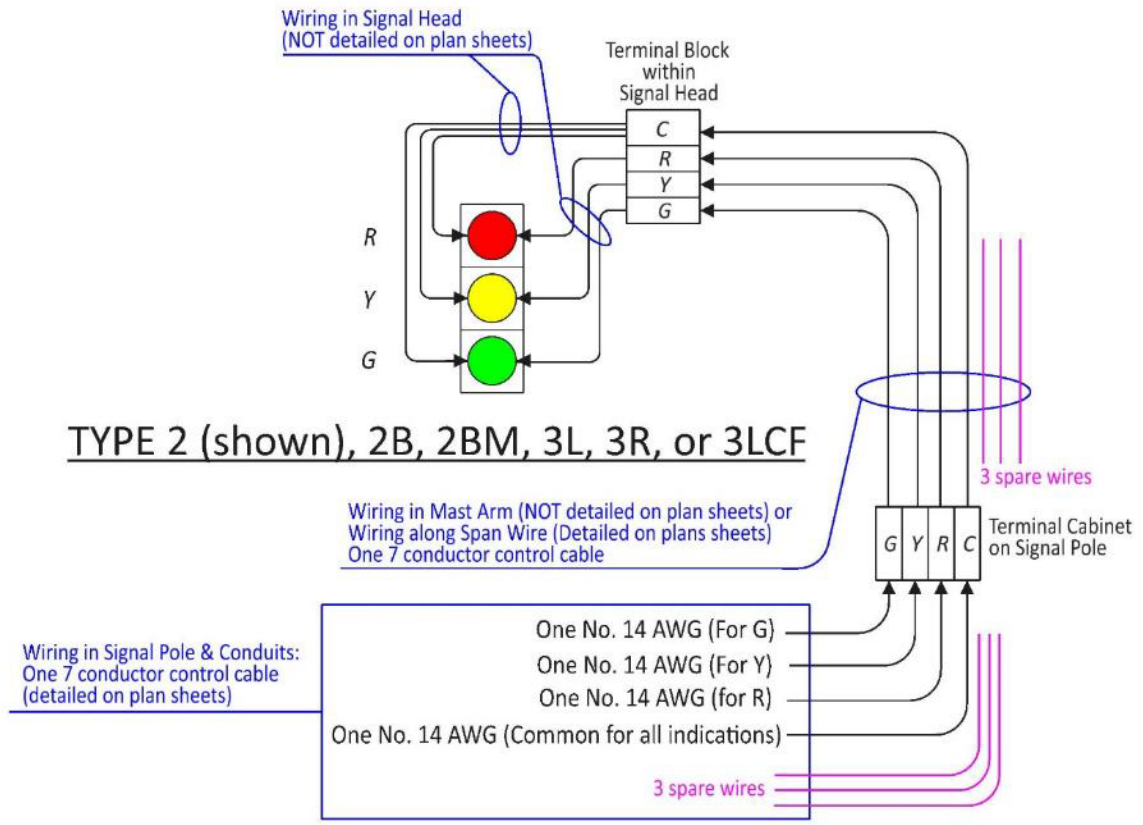 Wiring in Signal Head
(NOT detailed on plan sheets)
Terminal Block
within
Signal Head
C
R
Y
G
R
Y
G
TYPE 2 (shown), 2B, 2BM, 3L, 3R, or 3LCF
3 spare wires
Wiring in Mast Arm (NOT detailed on plan sheets) or
Wiring along Span Wire (Detailed on plans sheets)
One 7 conductor control cable
G Y R C
Terminal Cabinet
on Signal Pole
Wiring in Signal Pole & Conduits:
One 7 conductor control cable
(detailed on plan sheets)
One No. 14 AWG (For G)
One No. 14 AWG (For Y)
One No. 14 AWG (for R)
One No. 14 AWG (Common for all indications)
3 spare wires